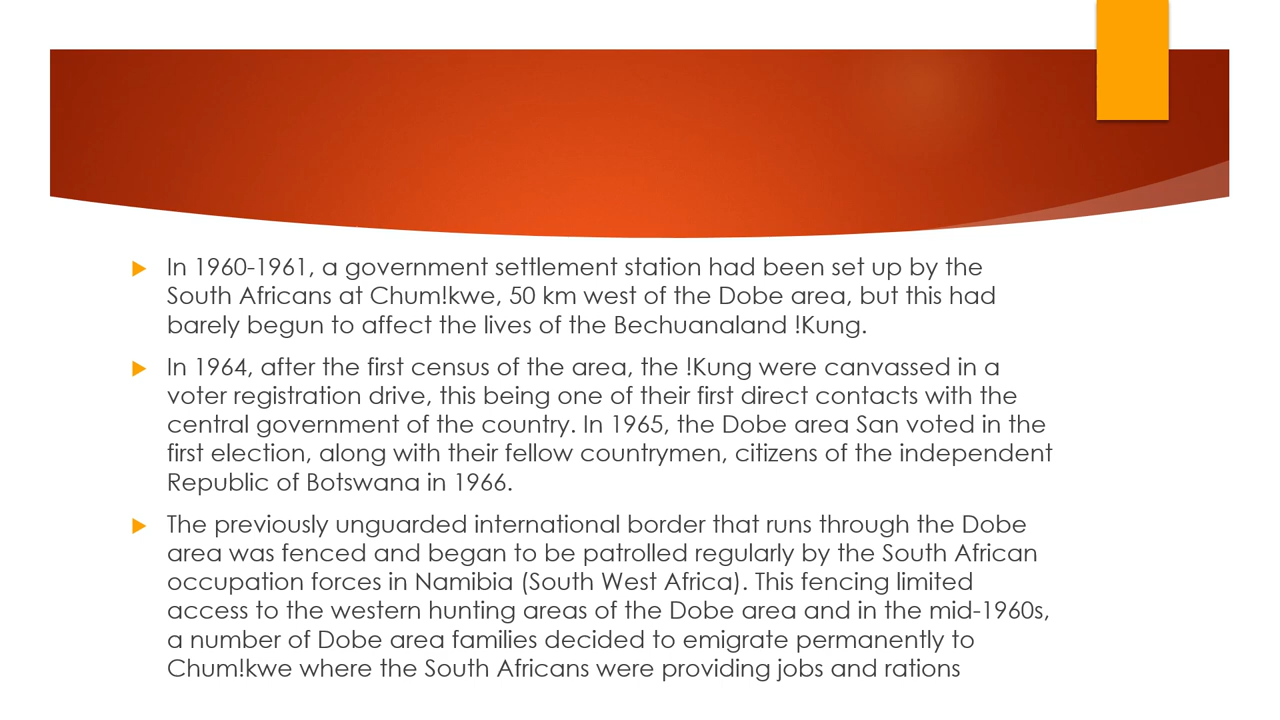 In 1960-1961, a government settlement station had been set up by the
South Africans at Chum!kwe, 50 km west of the Dobe area, but this had
barely begun to affect the lives of the Bechuanaland !Kung.
In 1964, after the first census of the area, the !Kung were canvassed in a
voter registration drive, this being one of their first direct contacts with the
central government of the country. In 1965, the Dobe area San voted in the
first election, along with their fellow countrymen, citizens of the independent
Republic of Botswana in 1966.
The previously unguarded international border that runs through the Dobe
area was fenced and began to be patrolled regularly by the South African
occupation forces in Namibia (South West Africa). This fencing limited
access to the western hunting areas of the Dobe area and in the mid-1960s,
a number of Dobe area families decided to emigrate permanently to
Chum!kwe where the South Africans were providing jobs and rations